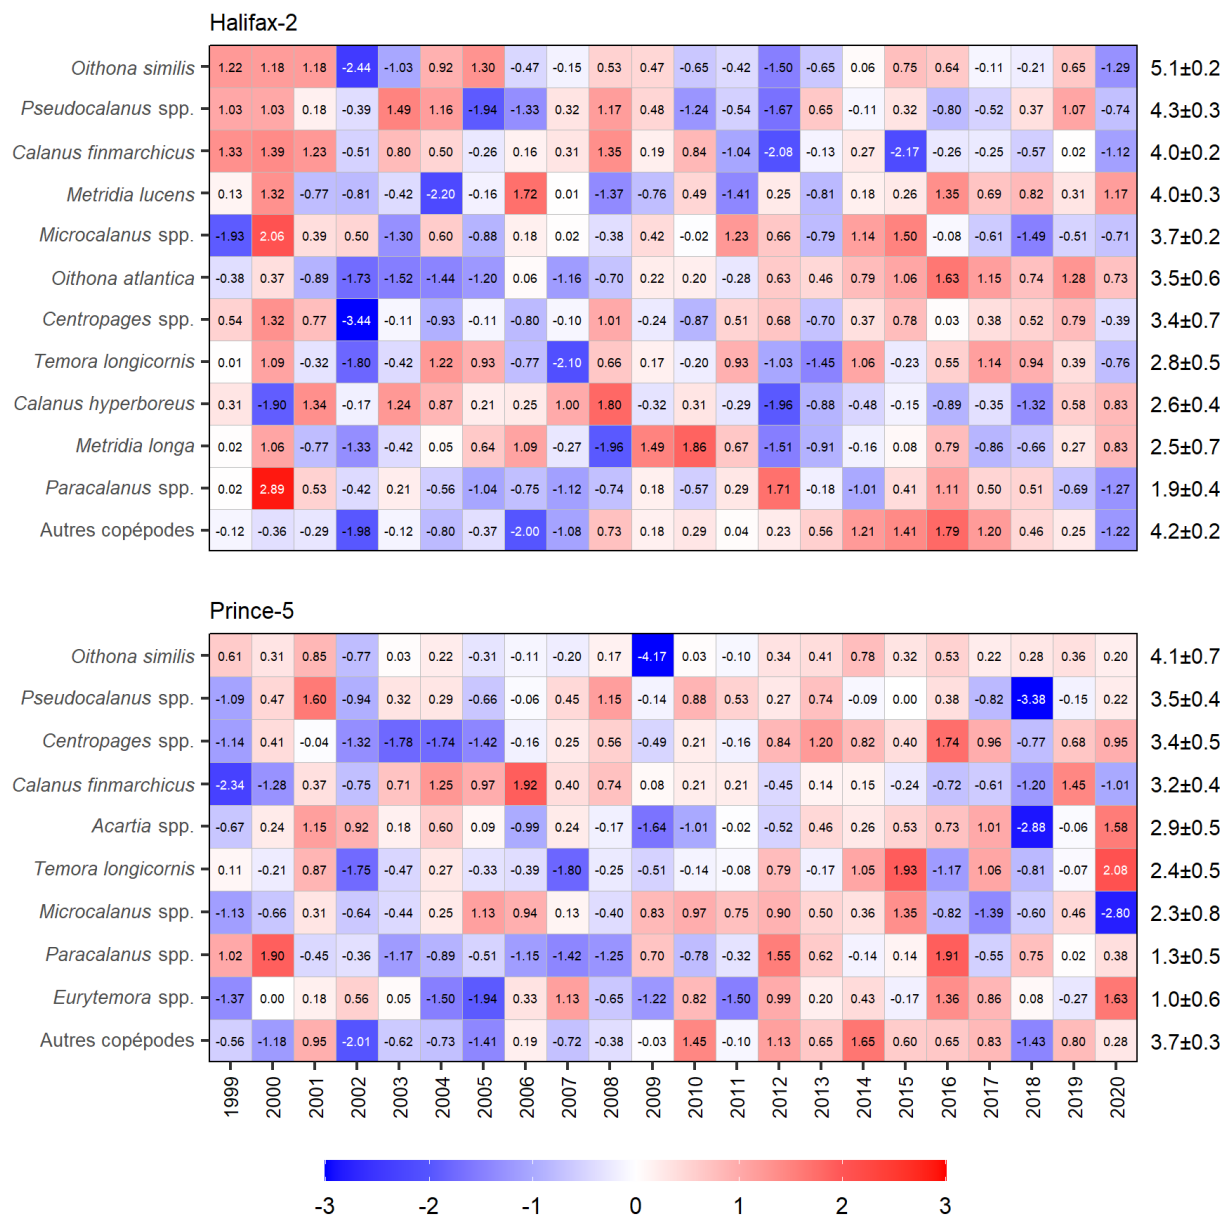 Halifax-2
Oithona similis 1.22 1.18 1.18 -2.44 -1.03 0.92 1.30 -0.47 -0.15 0.53 0.47 -0.65 -0.42 -1.50 -0.65 0.06 0.75 0.64 -0.11 -0.21 0.65 -1.29 5.1±0.2
Pseudocalanus spp. 1.03 1.03 0.18 -0.39 1.49 1.16 -1.94 -1.33 0.32 1.17 0.48 -1.24 -0.54 -1.67 0.65 -0.11 0.32 -0.80 -0.52 0.37 1.07 -0.74 4.3±0.3
Calanus finmarchicus 1.33 1.39 1.23 -0.51 0.80 0.50 -0.26 0.16 0.31 1.35 0.19 0.84 -1.04 -2.08 -0.13 0.27 -2.17 -0.26 -0.25 -0.57 0.02 -1.12 4.0±0.2
Metridia lucens 0.13 1.32 -0.77 -0.81 -0.42 -2.20 -0.16 1.72 0.01 -1.37 -0.76 0.49 -1.41 0.25 -0.81 0.18 0.26 1.35 0.69 0.82 0.31 1.17 4.0±0.3
Microcalanus spp. -1.93 2.06 0.39 0.50 -1.30 0.60 -0.88 0.18 0.02 -0.38 0.42 -0.02 1.23 0.66 -0.79 1.14 1.50 -0.08 -0.61 -1.49 -0.51 -0.71 3.7±0.2
Oithona atlantica -0.38 0.37 -0.89 -1.73 -1.52 -1.44 -1.20 0.06 -1.16 -0.70 0.22 0.20 -0.28 0.63 0.46 0.79 1.06 1.63 1.15 0.74 1.28 0.73 3.5±0.6
Centropages spp. 0.54 1.32 0.77 -3.44 -0.11 -0.93 -0.11 -0.80 -0.10 1.01 -0.24 -0.87 0.51 0.68 -0.70 0.37 0.78 0.03 0.38 0.52 0.79 -0.39 3.4±0.7
Temora longicornis 0.01 1.09 -0.32 -1.80 -0.42 1.22 0.93 -0.77 -2.10 0.66 0.17 -0.20 0.93 -1.03 -1.45 1.06 -0.23 0.55 1.14 0.94 0.39 -0.76 2.8±0.5
Calanus hyperboreus 0.31 -1.90 1.34 -0.17 1.24 0.87 0.21 0.25 1.00 1.80 -0.32 0.31 -0.29 -1.96 -0.88 -0.48 -0.15 -0.89 -0.35 -1.32 0.58 0.83 2.6±0.4
Metridia longa 0.02 1.06 -0.77 -1.33 -0.42 0.05 0.64 1.09 -0.27 -1.96 1.49 1.86 0.67 -1.51 -0.91 -0.16 0.08 0.79 -0.86 -0.66 0.27 0.83 2.5±0.7
Paracalanus spp. 0.02 2.89 0.53 -0.42 0.21 -0.56 -1.04 -0.75 -1.12 -0.74 0.18 -0.57 0.29 1.71 -0.18 -1.01 0.41 1.11 0.50 0.51 -0.69 -1.27 1.9±0.4
Autres copépodes -0.12 -0.36 -0.29 -1.98 -0.12 -0.80 -0.37 -2.00 -1.08 0.73 0.18 0.29 0.04 0.23 0.56 1.21 1.41 1.79 1.20 0.46 0.25 -1.22 4.2±0.2
Prince-5
Oithona similis 0.61 0.31 0.85 -0.77 0.03 0.22 -0.31 -0.11 -0.20 0.17 -4.17 0.03 -0.10 0.34 0.41 0.78 0.32 0.53 0.22 0.28 0.36 0.20 4.1±0.7
Pseudocalanus spp. -1.09 0.47 1.60 -0.94 0.32 0.29 -0.66 -0.06 0.45 1.15 -0.14 0.88 0.53 0.27 0.74 -0.09 0.00 0.38 -0.82 -3.38 -0.15 0.22 3.5±0.4
Centropages spp. -1.14 0.41 -0.04 -1.32 -1.78 -1.74 -1.42 -0.16 0.25 0.56 -0.49 0.21 -0.16 0.84 1.20 0.82 0.40 1.74 0.96 -0.77 0.68 0.95 3.4±0.5
Calanus finmarchicus -2.34 -1.28 0.37 -0.75 0.71 1.25 0.97 1.92 0.40 0.74 0.08 0.21 0.21 -0.45 0.14 0.15 -0.24 -0.72 -0.61 -1.20 1.45 -1.01 3.2±0.4
Acartia spp. -0.67 0.24 1.15 0.92 0.18 0.60 0.09 -0.99 0.24 -0.17 -1.64 -1.01 -0.02 -0.52 0.46 0.26 0.53 0.73 1.01 -2.88 -0.06 1.58 2.9±0.5
Temora longicornis 0.11 -0.21 0.87 -1.75 -0.47 0.27 -0.33 -0.39 -1.80 -0.25 -0.51 -0.14 -0.08 0.79 -0.17 1.05 1.93 -1.17 1.06 -0.81 -0.07 2.08 2.4±0.5
Microcalanus spp. -1.13 -0.66 0.31 -0.64 -0.44 0.25 1.13 0.94 0.13 -0.40 0.83 0.97 0.75 0.90 0.50 0.36 1.35 -0.82 -1.39 -0.60 0.46 -2.80 2.3±0.8
Paracalanus spp. 1.02 1.90 -0.45 -0.36 -1.17 -0.89 -0.51 -1.15 -1.42 -1.25 0.70 -0.78 -0.32 1.55 0.62 -0.14 0.14 1.91 -0.55 0.75 0.02 0.38 1.3±0.5
Eurytemora spp. -1.37 0.00 0.18 0.56 0.05 -1.50 -1.94 0.33 1.13 -0.65 -1.22 0.82 -1.50 0.99 0.20 0.43 -0.17 1.36 0.86 0.08 -0.27 1.63 1.0±0.6
Autres copépodes -0.56 -1.18 0.95 -2.01 -0.62 -0.73 -1.41 0.19 -0.72 -0.38 -0.03 1.45 -0.10 1.13 0.65 1.65 0.60 0.65 0.83 -1.43 0.80 0.28 3.7±0.3
1999 2000 2001 2002 2003 2004 2005 2006 2007 2008 2009 2010 2011 2012 2013 2014 2015 2016 2017 2018 2019 2020
-3 -2 -1 0 1 2 3